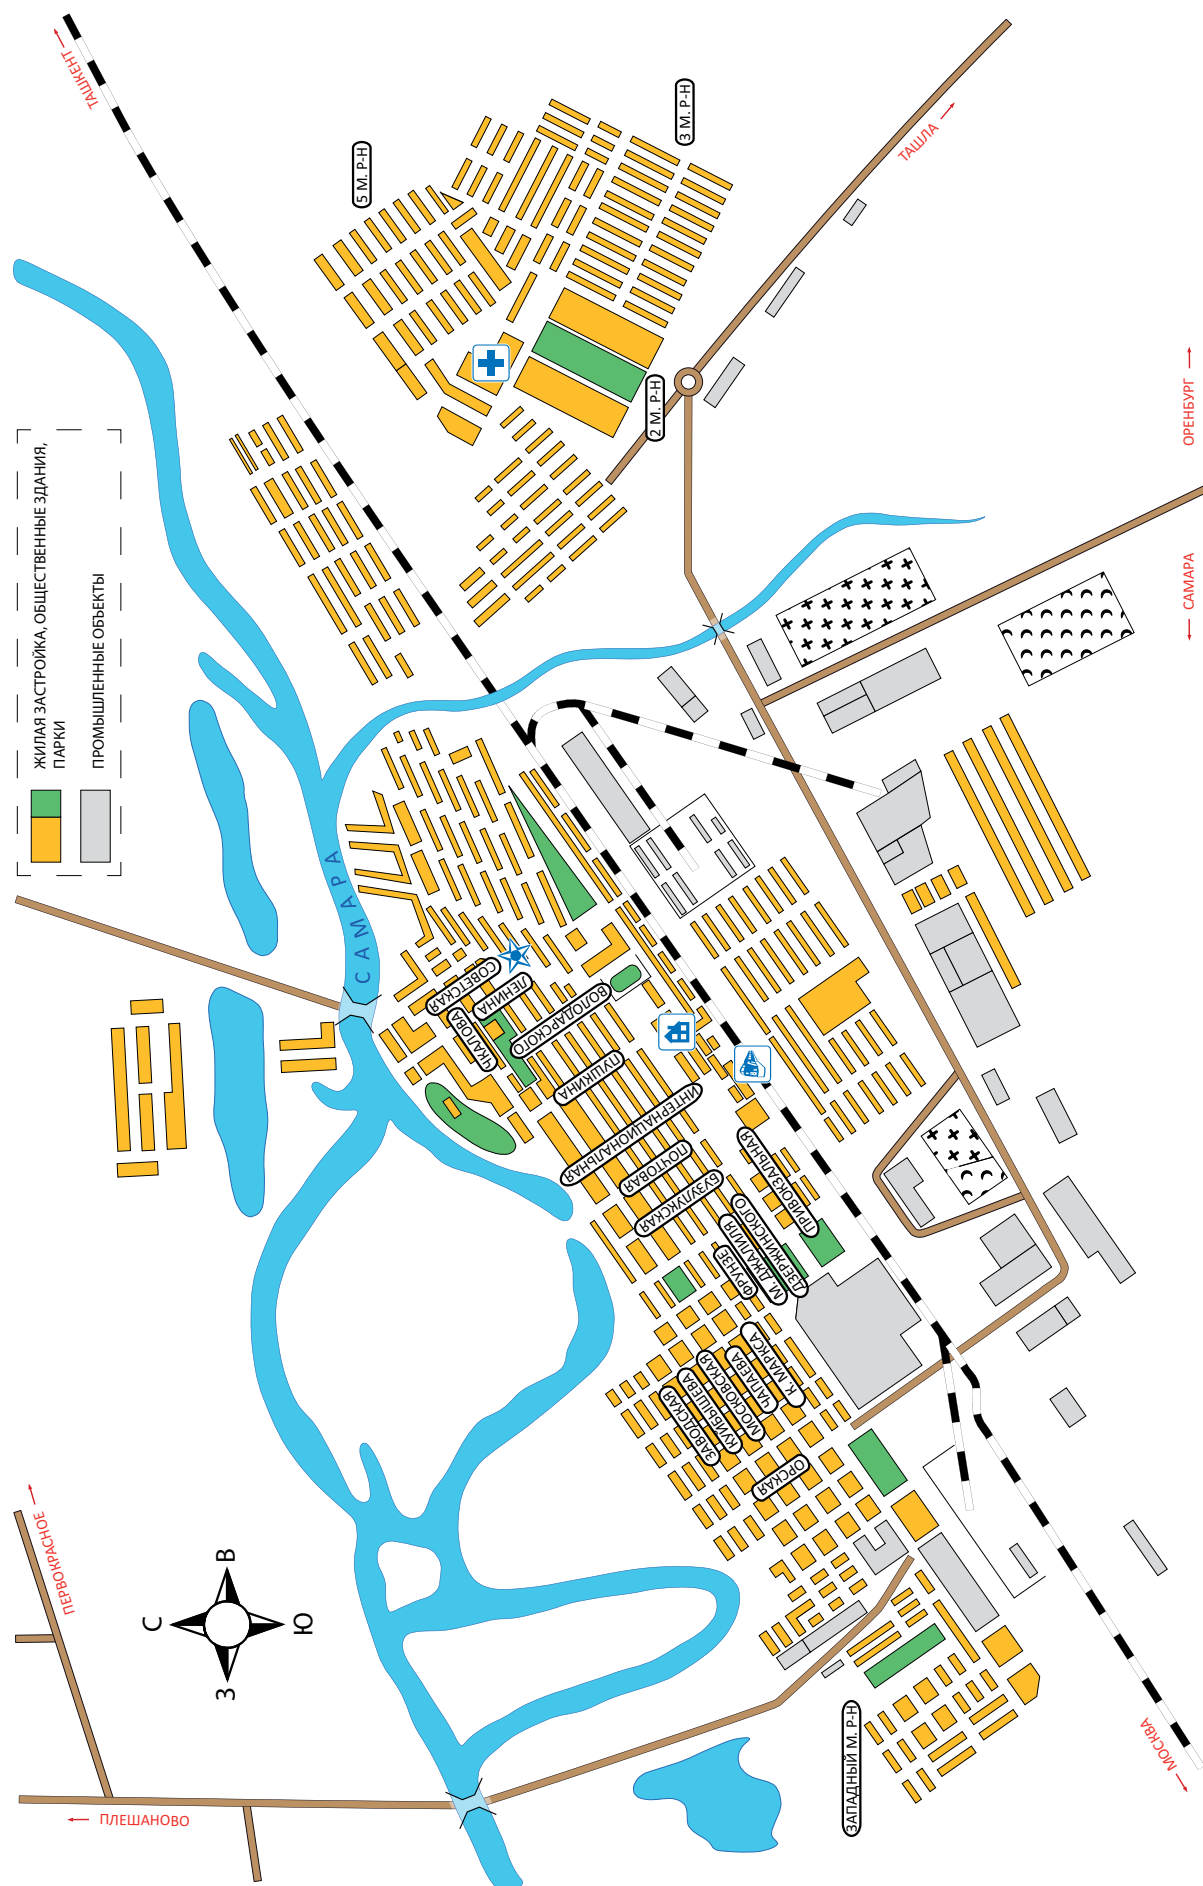 ЖИЛАЯ ЗАСТРОЙКА, ОБЩЕСТВЕННЫЕ ЗДАНИЯ,
ПАРКИ
ПРОМЫШЛЕННЫЕ ОБЪЕКТЫ
ТАШКЕНТ
5 М. Р-Н
3 М. Р-Н
ТАШЛА
2 М. Р-Н
ОРЕНБУРГ
САМАРА
САМАРА
СОВЕТСКАЯ
ЛЕНИНА
ЧКАЛОВА
ВОЛОДАРСКОГО
ПУШКИНА
ИНТЕРНАЦИОНАЛЬНАЯ
ПОЧТОВАЯ
БУЗУЛУКСКАЯ
ПРИВОКЗАЛЬНАЯ
ДЗЕРЖИНСКОГО
М. ДЖАЛИЛЯ
ФРУНЗЕ
К. МАРКСА
ЧАПАЕВА
МОСКОВСКАЯ
КУЙБЫШЕВА
ЗАВОДСКАЯ
ОРСКАЯ
ПЕРВОКРАСНОЕ
С
В
Ю
З
ПЛЕШАНОВО
ЗАПАДНЫЙ М. Р-Н
МОСКВА